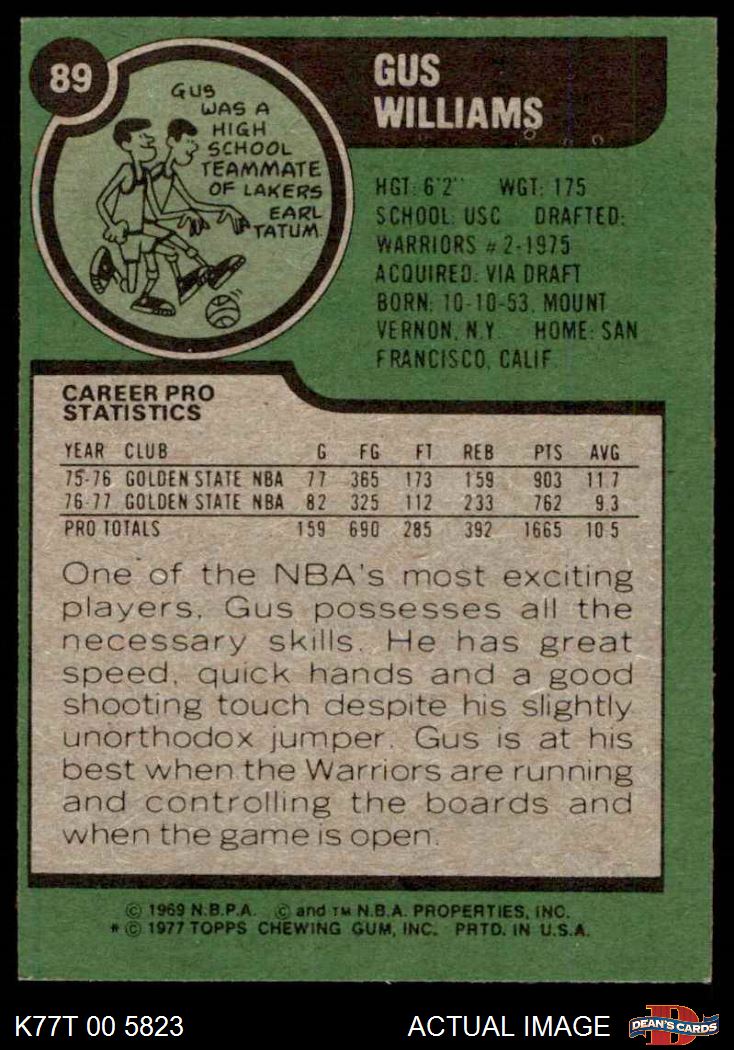 89
GUS
WILLIAMS
GUS
WAS A
HIGH
SCHOOL
TEAMMATE
OF LAKERS
EARL
TATUM.
HGT: 6'2" WGT: 175
SCHOOL: USC DRAFTED:
WARRIORS #2-1975
ACQUIRED: VIA DRAFT
BORN: 10-10-53, MOUNT
VERNON, N.Y. HOME: SAN
FRANCISCO, CALIF.
CAREER PRO
STATISTICS
YEAR CLUB G FG FT REB PTS AVG
75-76 GOLDEN STATE NBA 77 365 173 159 903 11.7
76-77 GOLDEN STATE NBA 82 325 112 233 762 9.3
PRO TOTALS 159 690 285 392 1665 10.5
One of the NBA's most exciting
players, Gus possesses all the
necessary skills. He has great
speed, quick hands and a good
shooting touch despite his slightly
unorthodox jumper. Gus is at his
best when the Warriors are running
and controlling the boards and
when the game is open.
© 1969 N.B.P.A. © and TM N.B.A. PROPERTIES, INC.
* © 1977 TOPPS CHEWING GUM, INC. PRTD. IN U.S.A.
K77T 00 5823
ACTUAL IMAGE
D
DEAN'S CARDS